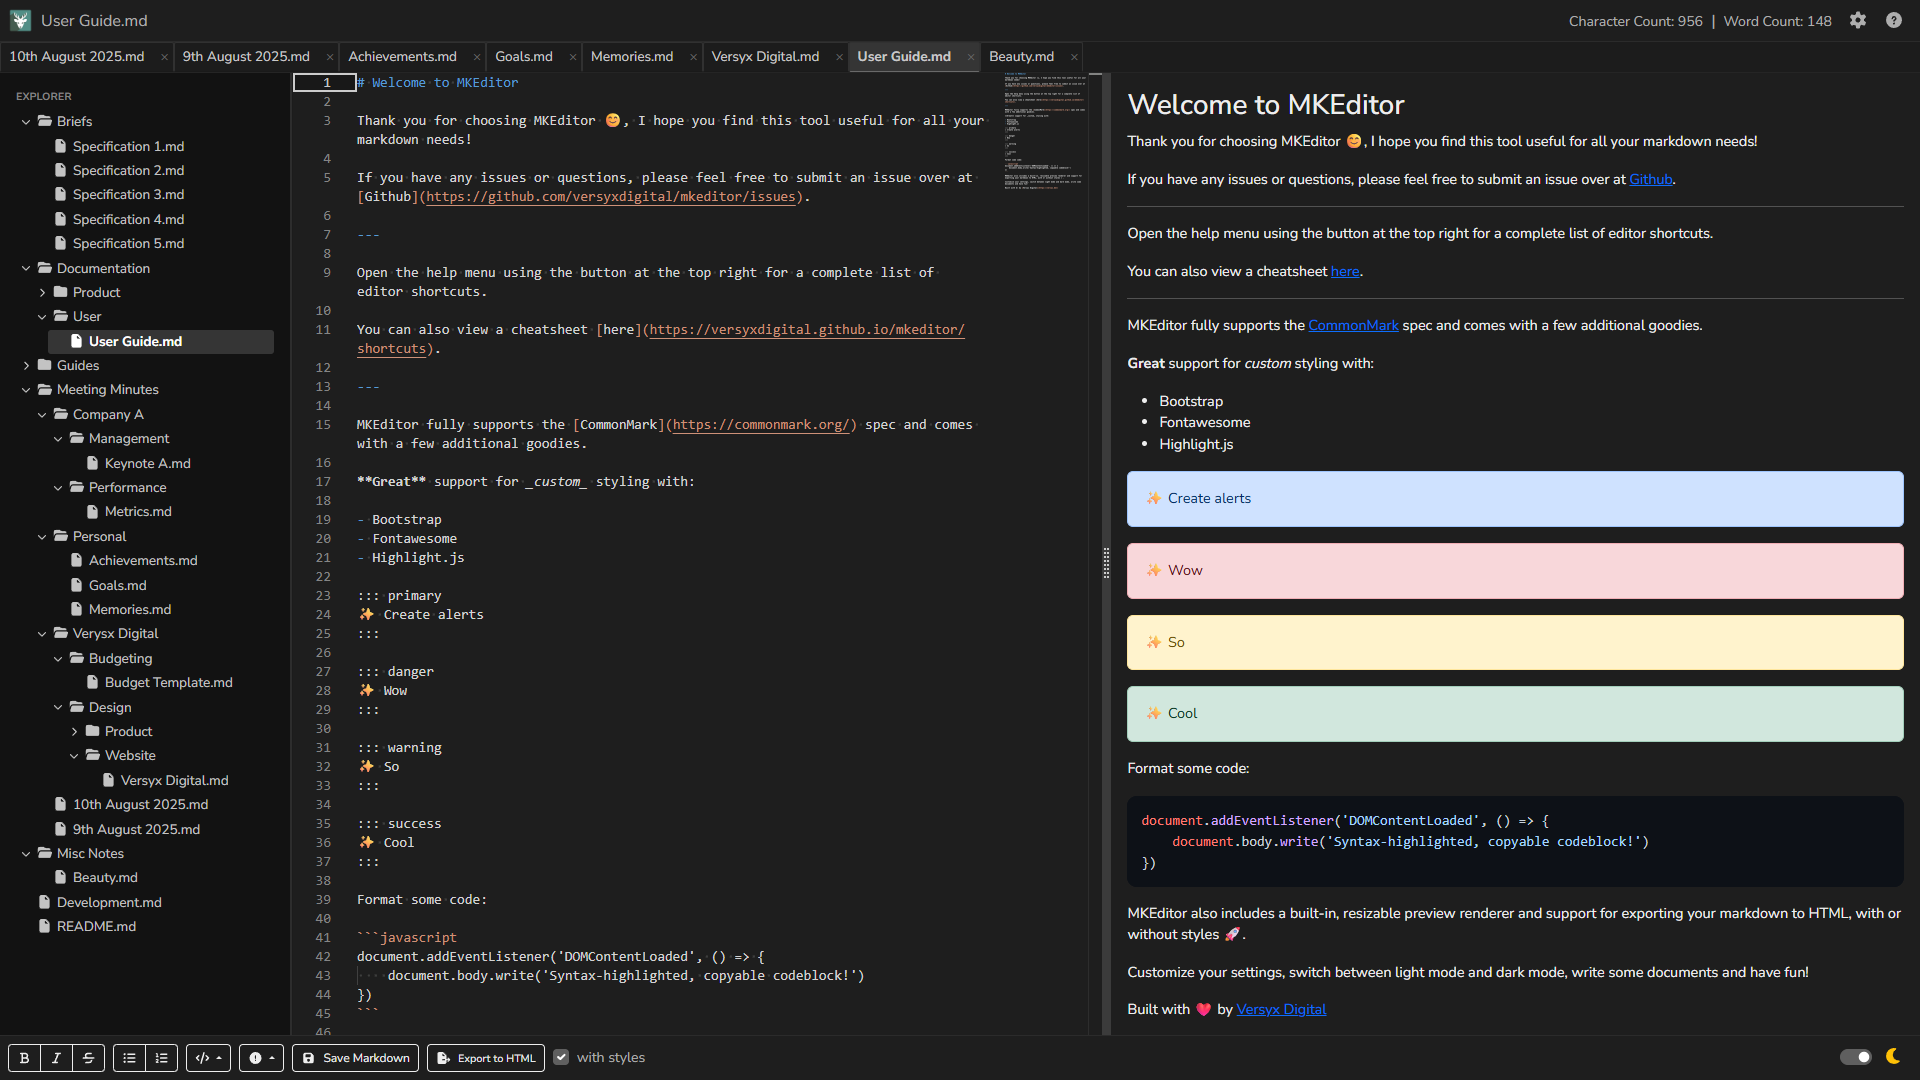 User Guide.md
Character Count: 956 | Word Count: 148
10th August 2025.md × 9th August 2025.md × Achievements.md × Goals.md × Memories.md × Versyx Digital.md × User Guide.md × Beauty.md ×
EXPLORER
Briefs
Specification 1.md
Specification 2.md
Specification 3.md
Specification 4.md
Specification 5.md
Documentation
Product
User
User Guide.md
Guides
Meeting Minutes
Company A
Management
Keynote A.md
Performance
Metrics.md
Personal
Achievements.md
Goals.md
Memories.md
Verysx Digital
Budgeting
Budget Template.md
Design
Product
Website
Versyx Digital.md
10th August 2025.md
9th August 2025.md
Misc Notes
Beauty.md
Development.md
README.md
1 # Welcome to MKEditor
2
3 Thank you for choosing MKEditor 😊, I hope you find this tool useful for all your
markdown needs!
4
5 If you have any issues or questions, please feel free to submit an issue over at
[Github](https://github.com/versyxdigital/mkeditor/issues).
6
7 ---
8
9 Open the help menu using the button at the top right for a complete list of
editor shortcuts.
10
11 You can also view a cheatsheet [here](https://versyxdigital.github.io/mkeditor/
shortcuts).
12
13 ---
14
15 MKEditor fully supports the [CommonMark](https://commonmark.org/) spec and comes
with a few additional goodies.
16
17 **Great** support for _custom_ styling with:
18
19 - Bootstrap
20 - Fontawesome
21 - Highlight.js
22
23 ::: primary
24 ✨ Create alerts
25 :::
26
27 ::: danger
28 ✨ Wow
29 :::
30
31 ::: warning
32 ✨ So
33 :::
34
35 ::: success
36 ✨ Cool
37 :::
38
39 Format some code:
40
41 ```javascript
42 document.addEventListener('DOMContentLoaded', () => {
43 document.body.write('Syntax-highlighted, copyable codeblock!')
44 })
45 ```
46
Welcome to MKEditor
Thank you for choosing MKEditor 😊, I hope you find this tool useful for all your markdown needs!
If you have any issues or questions, please feel free to submit an issue over at Github.
Open the help menu using the button at the top right for a complete list of editor shortcuts.
You can also view a cheatsheet here.
MKEditor fully supports the CommonMark spec and comes with a few additional goodies.
Great support for custom styling with:
• Bootstrap
• Fontawesome
• Highlight.js
✨ Create alerts
✨ Wow
✨ So
✨ Cool
Format some code:
document.addEventListener('DOMContentLoaded', () => {
document.body.write('Syntax-highlighted, copyable codeblock!')
})
MKEditor also includes a built-in, resizable preview renderer and support for exporting your markdown to HTML, with or
without styles 🚀.
Customize your settings, switch between light mode and dark mode, write some documents and have fun!
Built with ❤️ by Versyx Digital
B I S </> Save Markdown Export to HTML with styles